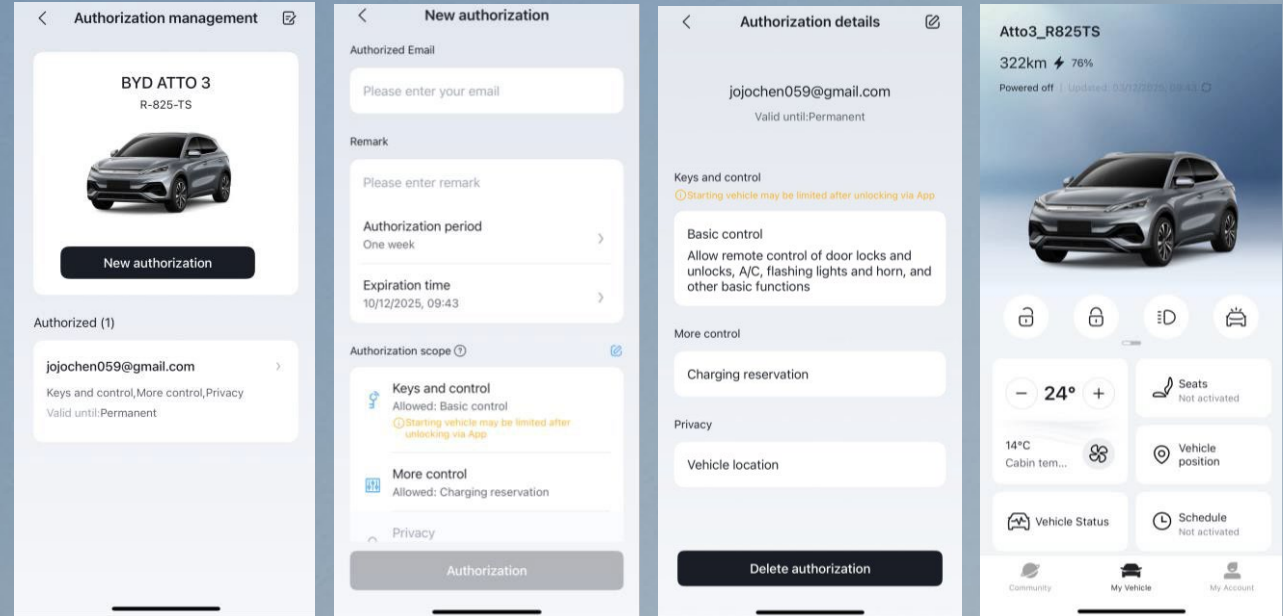 Authorization management
BYD ATTO 3
R-825-TS
New authorization
Authorized (1)
jojochen059@gmail.com
Keys and control,More control,Privacy
Valid until:Permanent
New authorization
Authorized Email
Please enter your email
Remark
Please enter remark
Authorization period
One week
Expiration time
10/12/2025, 09:43
Authorization scope
Keys and control
Allowed: Basic control
Starting vehicle may be limited after
unlocking via App
More control
Allowed: Charging reservation
Privacy
Authorization
Authorization details
jojochen059@gmail.com
Valid until:Permanent
Keys and control
Starting vehicle may be limited after unlocking via App
Basic control
Allow remote control of door locks and
unlocks, A/C, flashing lights and horn, and
other basic functions
More control
Charging reservation
Privacy
Vehicle location
Delete authorization
Atto3_R825TS
322km 76%
Powered off | Updated: 03/12/2025, 09:43
24°
14°C
Cabin tem...
Seats
Not activated
Vehicle
position
Vehicle Status
Schedule
Not activated
Community
My Vehicle
My Account